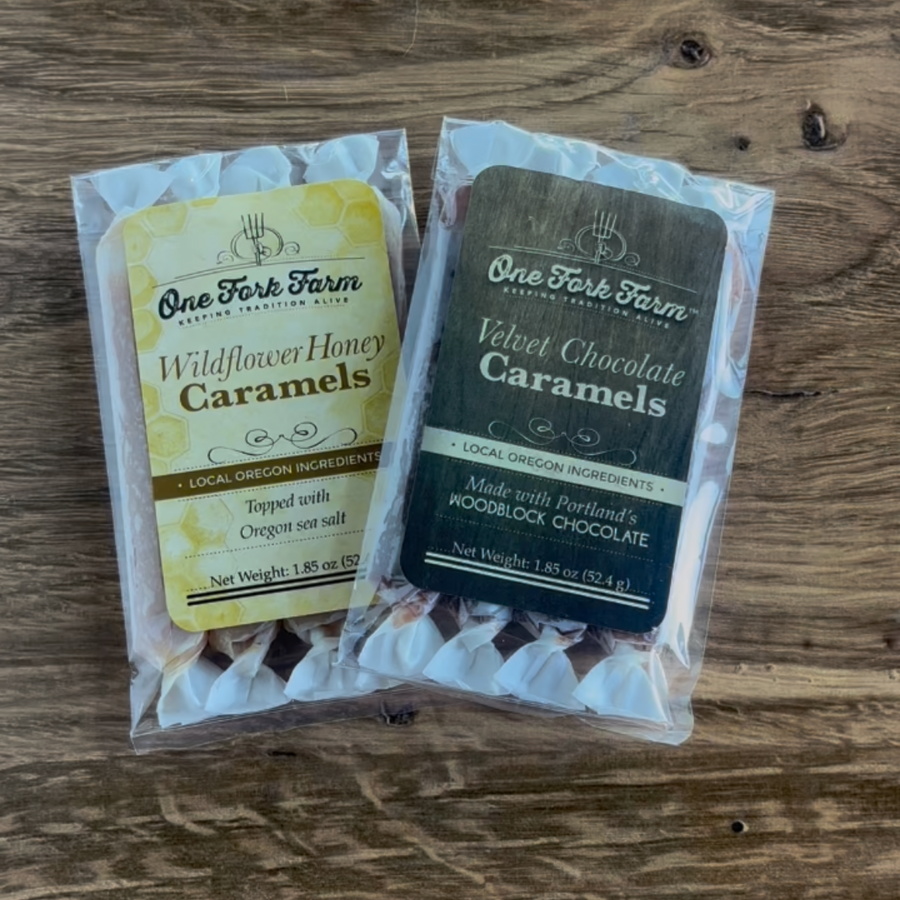 One Fork Farm
KEEPING TRADITION ALIVE
Wildflower Honey
Caramels
• LOCAL OREGON INGREDIENTS
Topped with
Oregon sea salt
Net Weight: 1.85 oz (52.
One Fork Farm™
KEEPING TRADITION ALIVE
Velvet Chocolate
Caramels
• LOCAL OREGON INGREDIENTS •
Made with Portland's
WOODBLOCK CHOCOLATE
Net Weight: 1.85 oz (52.4 g)